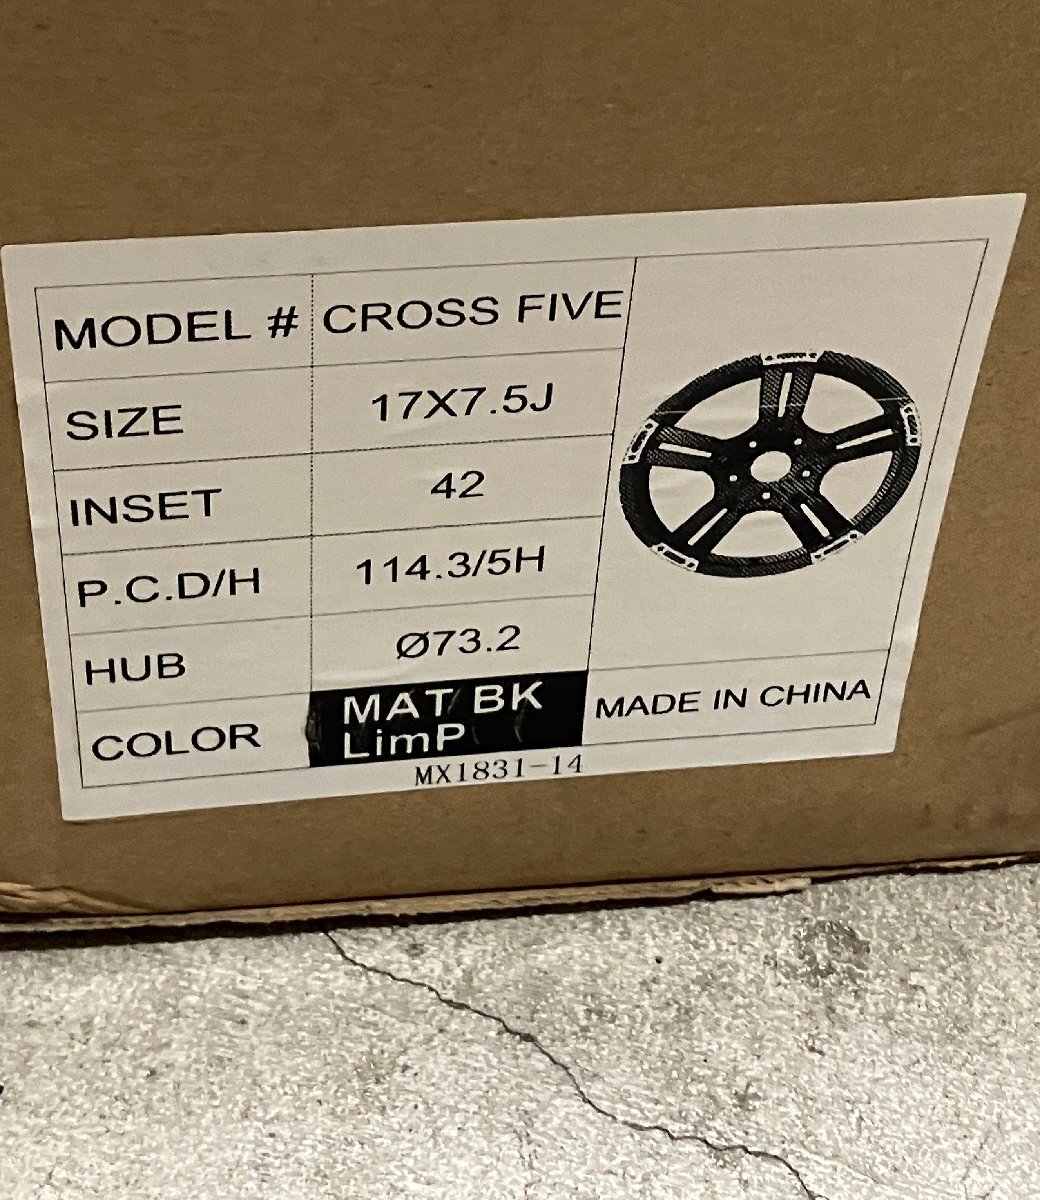 MODEL # CROSS FIVE
SIZE 17X7.5J
INSET 42
P.C.D/H 114.3/5H
HUB Ø73.2
COLOR MAT BK
LimP
MADE IN CHINA
MX1831-14